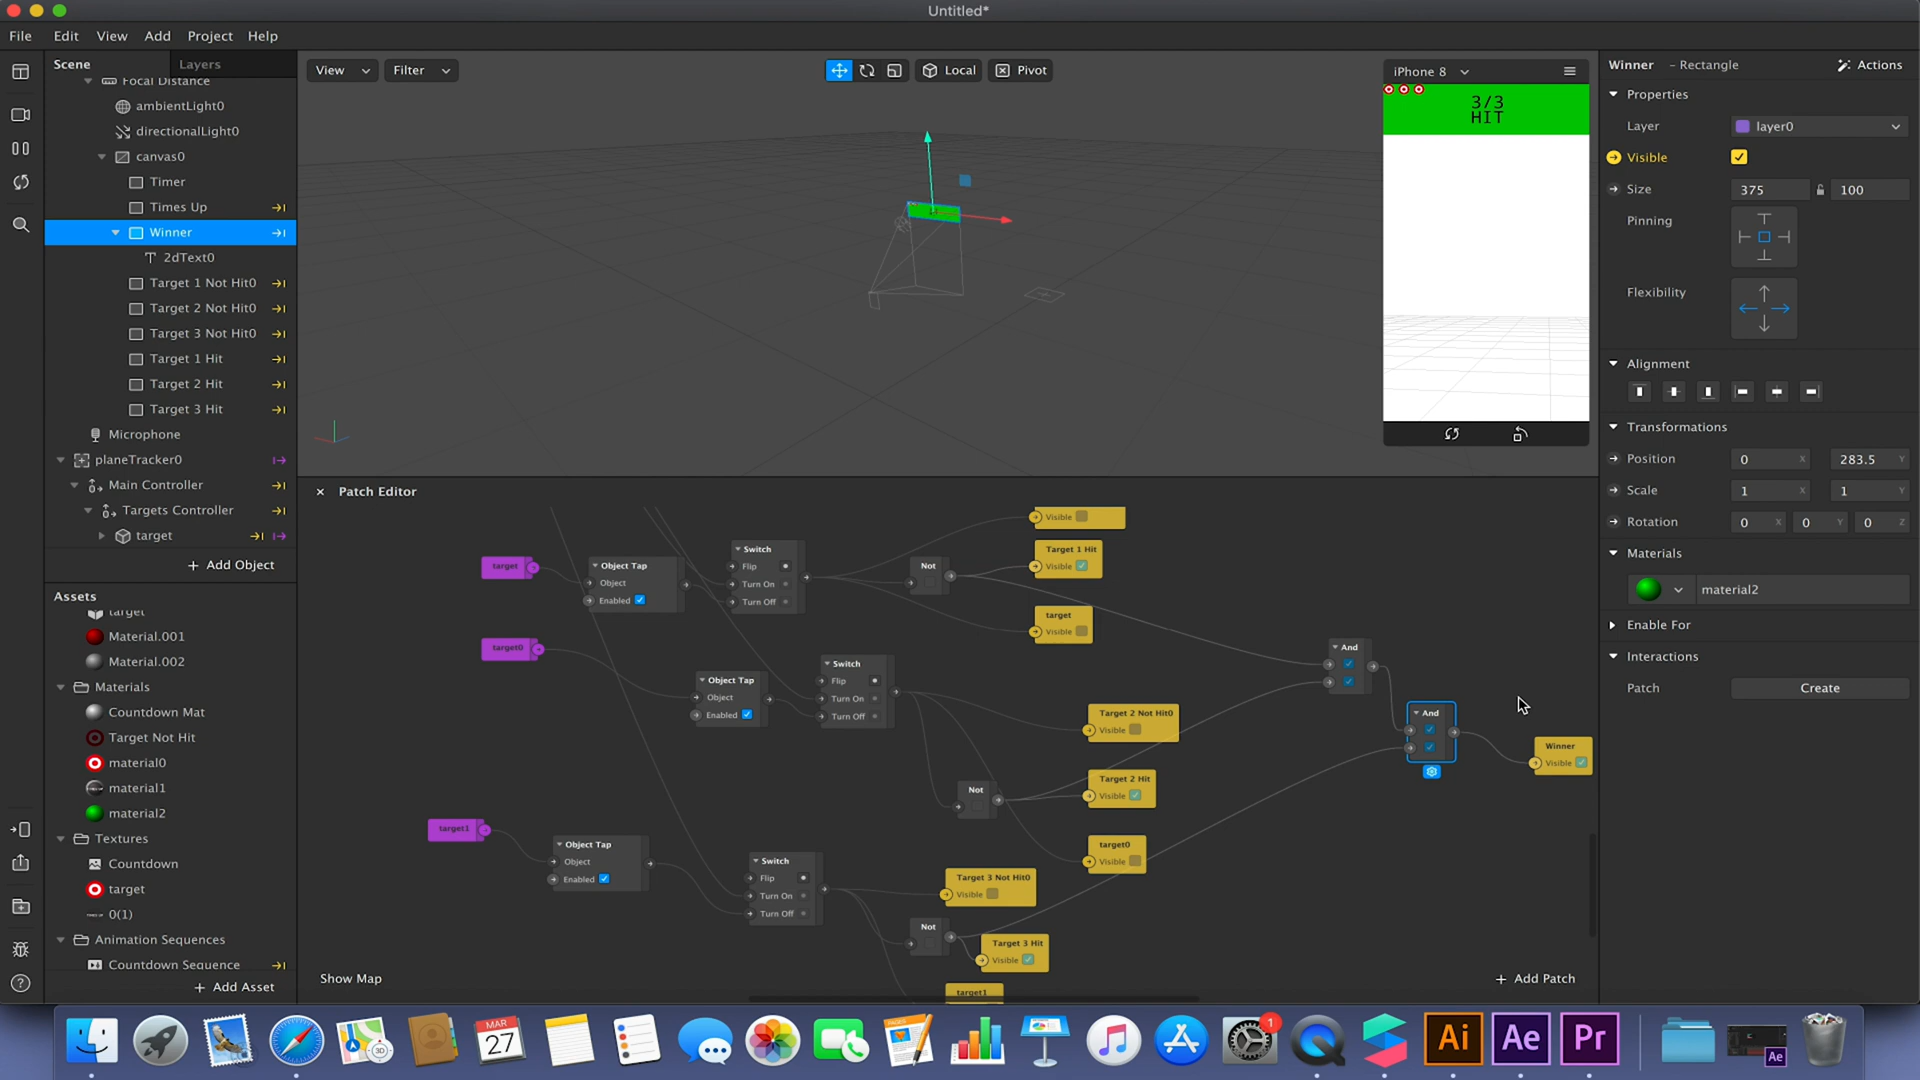 Untitled*
File Edit View Add Project Help
Scene Layers
Focal Distance
ambientLight0
directionalLight0
canvas0
Timer
Times Up
Winner
2dText0
Target 1 Not Hit0
Target 2 Not Hit0
Target 3 Not Hit0
Target 1 Hit
Target 2 Hit
Target 3 Hit
Microphone
planeTracker0
Main Controller
Targets Controller
target
+ Add Object
Assets
target
Material.001
Material.002
Materials
Countdown Mat
Target Not Hit
material0
material1
material2
Textures
Countdown
target
0(1)
Animation Sequences
Countdown Sequence
+ Add Asset
View Filter Local Pivot
iPhone 8
3/3
HIT
× Patch Editor
target
Object Tap
Object
Enabled
Switch
Flip
Turn On
Turn Off
Not
Visible
Target 1 Hit
Visible
target
Visible
target0
Object Tap
Object
Enabled
Switch
Flip
Turn On
Turn Off
Not
Target 2 Not Hit0
Visible
Target 2 Hit
Visible
target0
Visible
And
And
Winner
Visible
target1
Object Tap
Object
Enabled
Switch
Flip
Turn On
Turn Off
Not
Target 3 Not Hit0
Visible
Target 3 Hit
Visible
target1
Show Map
+ Add Patch
Winner - Rectangle Actions
Properties
Layer layer0
Visible
Size 375 100
Pinning
Flexibility
Alignment
Transformations
Position 0 X 283.5 Y
Scale 1 X 1 Y
Rotation 0 X 0 Y 0 Z
Materials
material2
Enable For
Interactions
Patch Create
MAR
27
3D
1
Ai Ae Pr
Ae